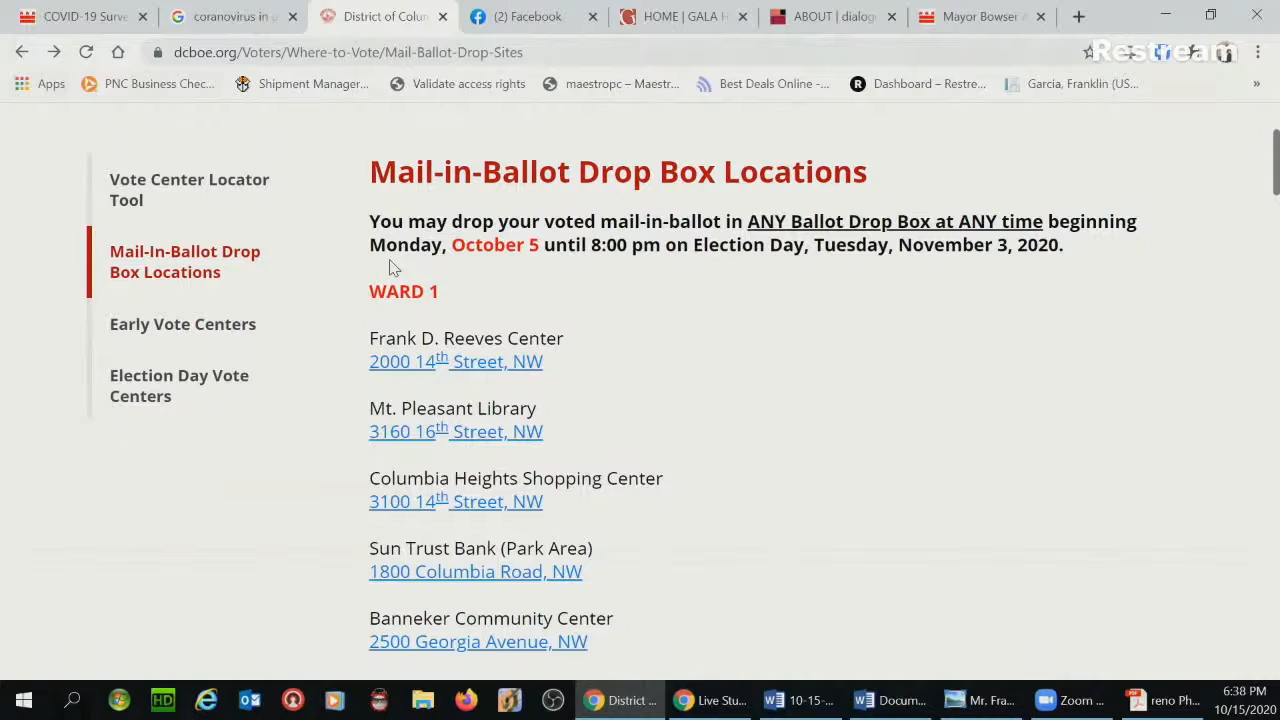 COVID-19 Surve
coranovirus in p
District of Colun
(2) Facebook
HOME | GALA H
ABOUT | dialog
Mayor Bowser A
dcboe.org/Voters/Where-to-Vote/Mail-Ballot-Drop-Sites
Restream
Apps
PNC Business Chec...
Shipment Manager...
Validate access rights
maestropc – Maestr...
Best Deals Online -...
Dashboard – Restre...
Garcia, Franklin (US...
Vote Center Locator
Tool
Mail-In-Ballot Drop
Box Locations
Early Vote Centers
Election Day Vote
Centers
Mail-in-Ballot Drop Box Locations
You may drop your voted mail-in-ballot in ANY Ballot Drop Box at ANY time beginning
Monday, October 5 until 8:00 pm on Election Day, Tuesday, November 3, 2020.
WARD 1
Frank D. Reeves Center
2000 14th Street, NW
Mt. Pleasant Library
3160 16th Street, NW
Columbia Heights Shopping Center
3100 14th Street, NW
Sun Trust Bank (Park Area)
1800 Columbia Road, NW
Banneker Community Center
2500 Georgia Avenue, NW
HD
District ...
Live Stu...
10-15-...
Docum...
Mr. Fra...
Zoom ...
reno Ph...
6:38 PM
10/15/2020